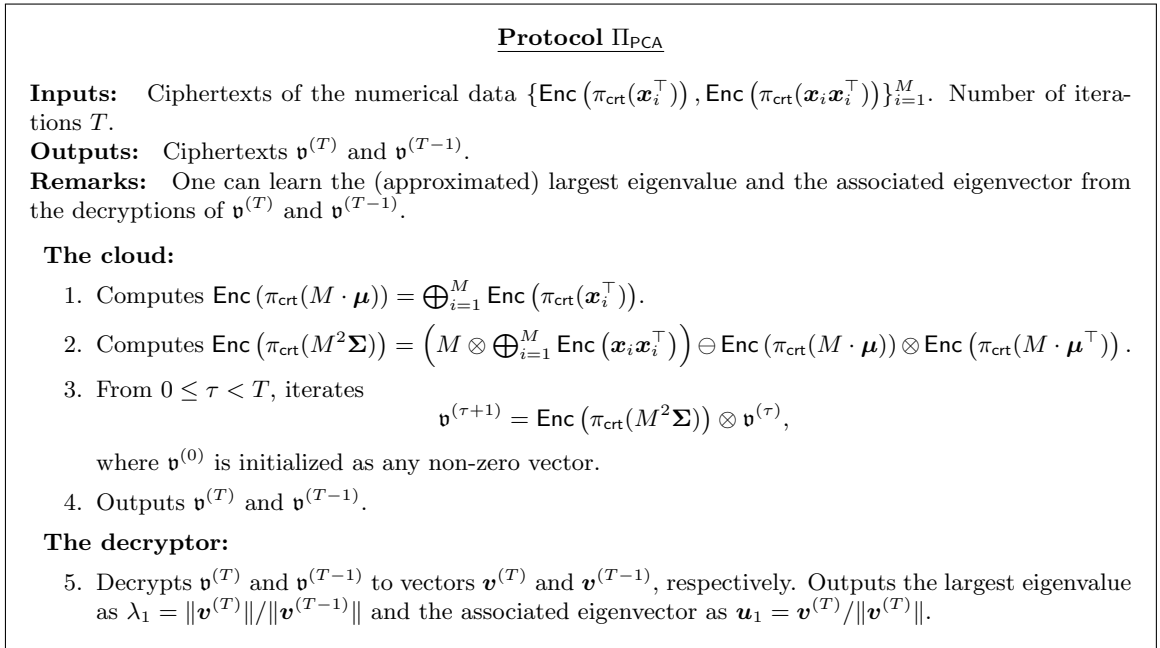 Protocol Π_PCA
Inputs: Ciphertexts of the numerical data {Enc (π_crt(𝒙_i^⊤)) , Enc (π_crt(𝒙_i𝒙_i^⊤))}_{i=1}^M. Number of itera-
tions T.
Outputs: Ciphertexts 𝔳^(T) and 𝔳^(T−1).
Remarks: One can learn the (approximated) largest eigenvalue and the associated eigenvector from
the decryptions of 𝔳^(T) and 𝔳^(T−1).
The cloud:
1. Computes Enc (π_crt(M · 𝝁)) = ⨁_{i=1}^M Enc (π_crt(𝒙_i^⊤)).
2. Computes Enc (π_crt(M^2𝚺)) = (M ⊗ ⨁_{i=1}^M Enc (𝒙_i𝒙_i^⊤)) ⊖ Enc (π_crt(M · 𝝁)) ⊗ Enc (π_crt(M · 𝝁^⊤)) .
3. From 0 ≤ τ < T, iterates
𝔳^(τ+1) = Enc (π_crt(M^2𝚺)) ⊗ 𝔳^(τ),
where 𝔳^(0) is initialized as any non-zero vector.
4. Outputs 𝔳^(T) and 𝔳^(T−1).
The decryptor:
5. Decrypts 𝔳^(T) and 𝔳^(T−1) to vectors 𝒗^(T) and 𝒗^(T−1), respectively. Outputs the largest eigenvalue
as λ_1 = ‖𝒗^(T)‖/‖𝒗^(T−1)‖ and the associated eigenvector as 𝒖_1 = 𝒗^(T)/‖𝒗^(T)‖.